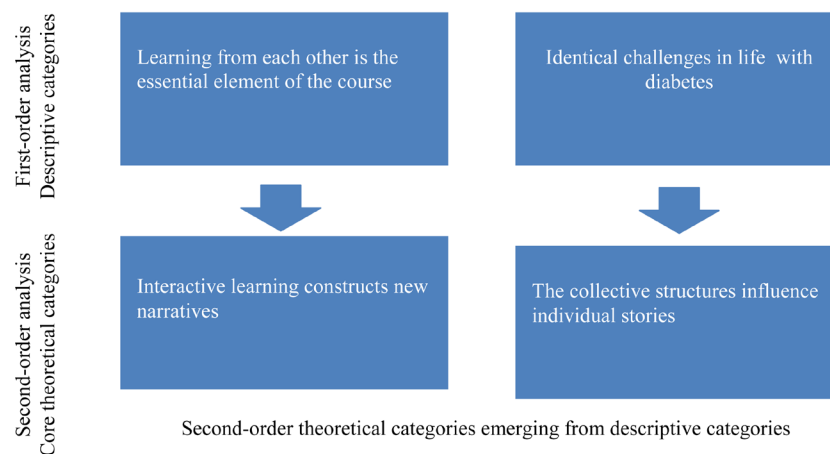 First-order analysis
Descriptive categories
Learning from each other is the
essential element of the course
Identical challenges in life with
diabetes
Second-order analysis
Core theoretical categories
Interactive learning constructs new
narratives
The collective structures influence
individual stories
Second-order theoretical categories emerging from descriptive categories